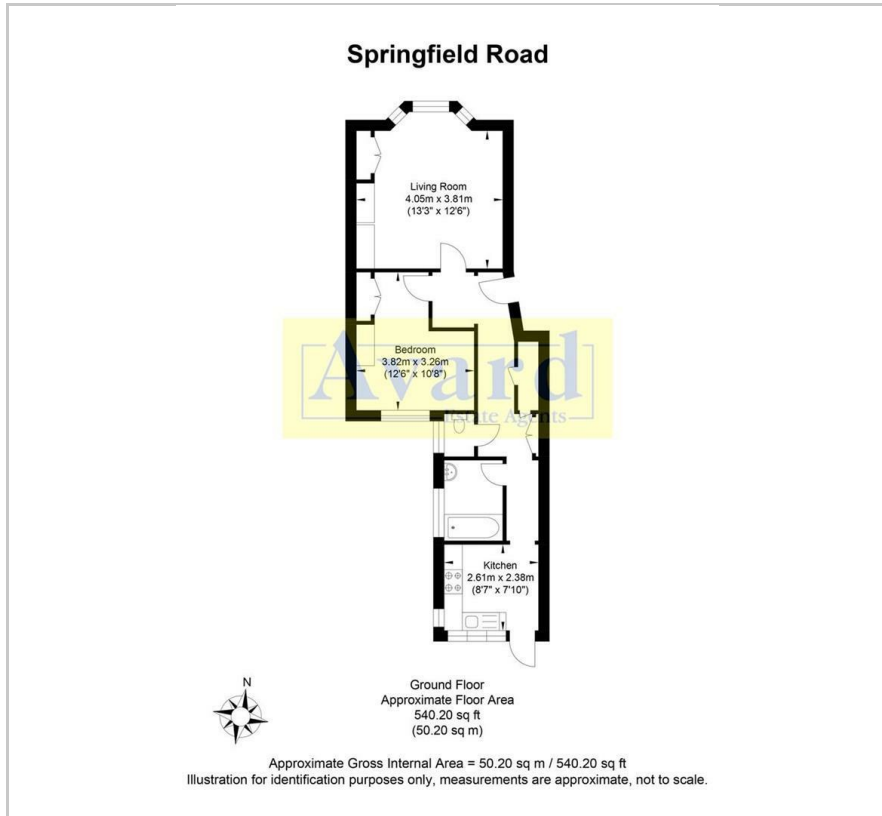 Springfield Road
Living Room
4.05m x 3.81m
(13'3" x 12'6")
Avard
Estate Agents
Bedroom
3.82m x 3.26m
(12'6" x 10'8")
Kitchen
2.61m x 2.38m
(8'7" x 7'10")
N
Ground Floor
Approximate Floor Area
540.20 sq ft
(50.20 sq m)
Approximate Gross Internal Area = 50.20 sq m / 540.20 sq ft
Illustration for identification purposes only, measurements are approximate, not to scale.